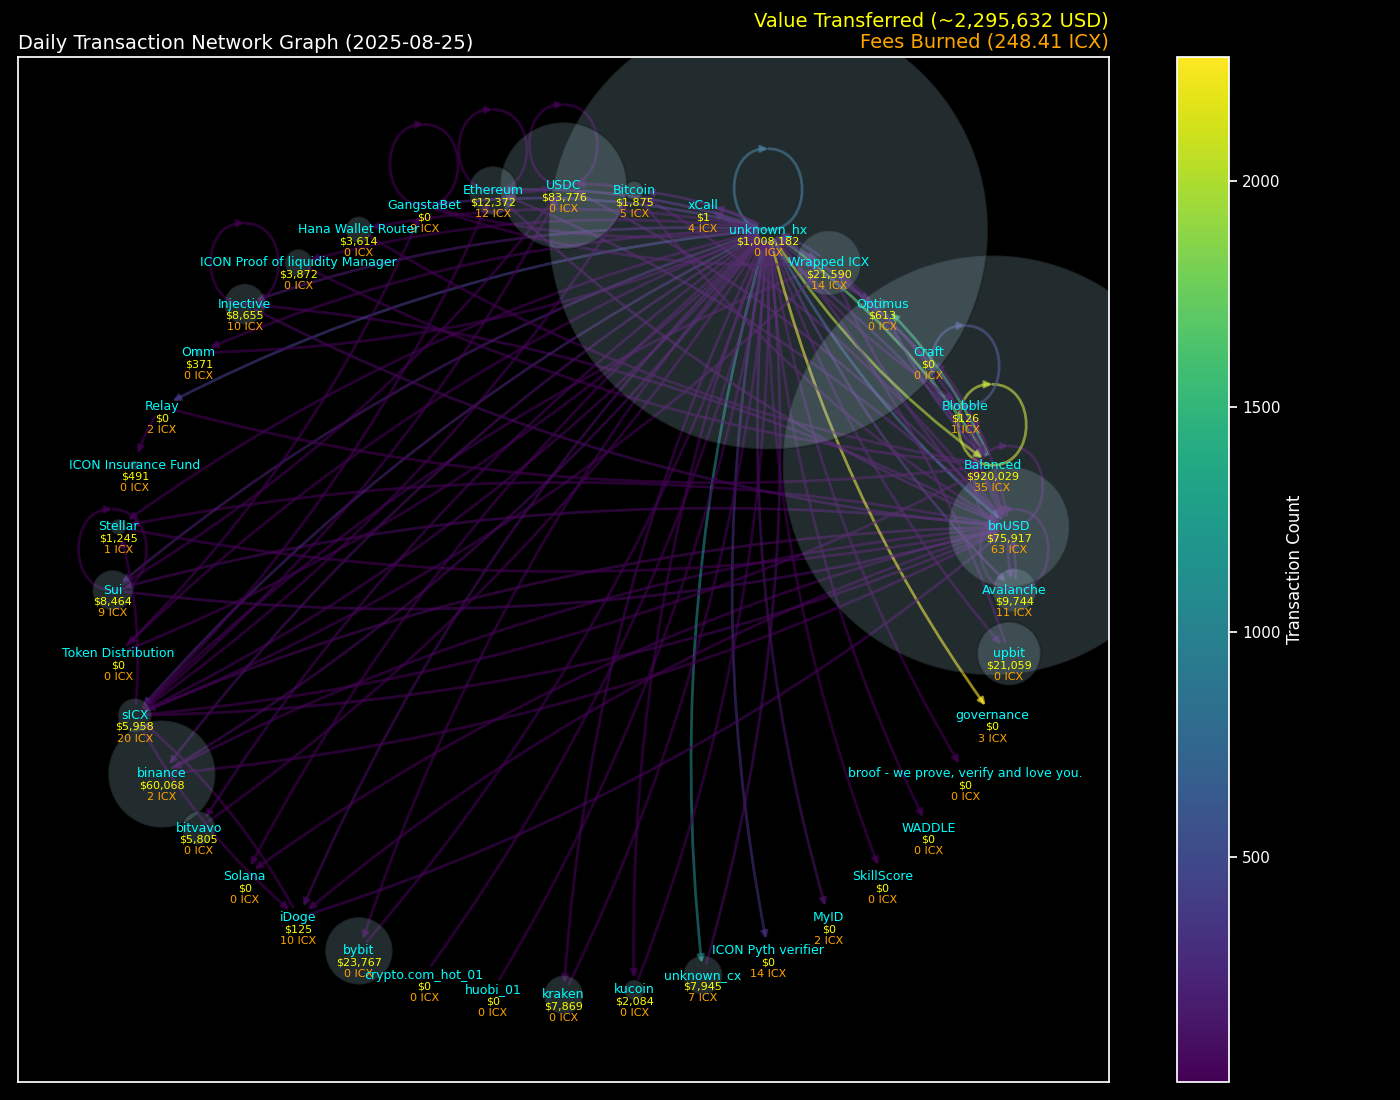 Value Transferred (~2,295,632 USD)
Daily Transaction Network Graph (2025-08-25)
Fees Burned (248.41 ICX)
Ethereum
$12,372
12 ICX
USDC
$83,776
0 ICX
Bitcoin
$1,875
5 ICX
GangstaBet
$0
xCall
$1
4 ICX
Hana Wallet Router
$3,614
0 ICX
unknown_hx
$1,008,182
0 ICX
ICON Proof of liquidity Manager
$3,872
0 ICX
Wrapped ICX
$21,590
14 ICX
Injective
$8,655
10 ICX
Optimus
$613
0 ICX
Omm
$371
0 ICX
Craft
$0
0 ICX
Relay
$0
2 ICX
Blobble
$126
1 ICX
ICON Insurance Fund
$491
0 ICX
Balanced
$920,029
35 ICX
Stellar
$1,245
1 ICX
bnUSD
$75,917
63 ICX
Sui
$8,464
9 ICX
Avalanche
$9,744
11 ICX
Token Distribution
$0
0 ICX
upbit
$21,059
0 ICX
sICX
$5,958
20 ICX
governance
$0
3 ICX
binance
$60,068
2 ICX
broof - we prove, verify and love you.
$0
0 ICX
bitvavo
$5,805
0 ICX
WADDLE
$0
0 ICX
Solana
$0
0 ICX
SkillScore
$0
0 ICX
iDoge
$125
10 ICX
MyID
$0
2 ICX
bybit
$23,767
0 ICX
ICON Pyth verifier
$0
14 ICX
crypto.com_hot_01
$0
0 ICX
huobi_01
$0
0 ICX
kraken
$7,869
0 ICX
kucoin
$2,084
0 ICX
unknown_cx
$7,945
7 ICX
2000
1500
1000
500
Transaction Count